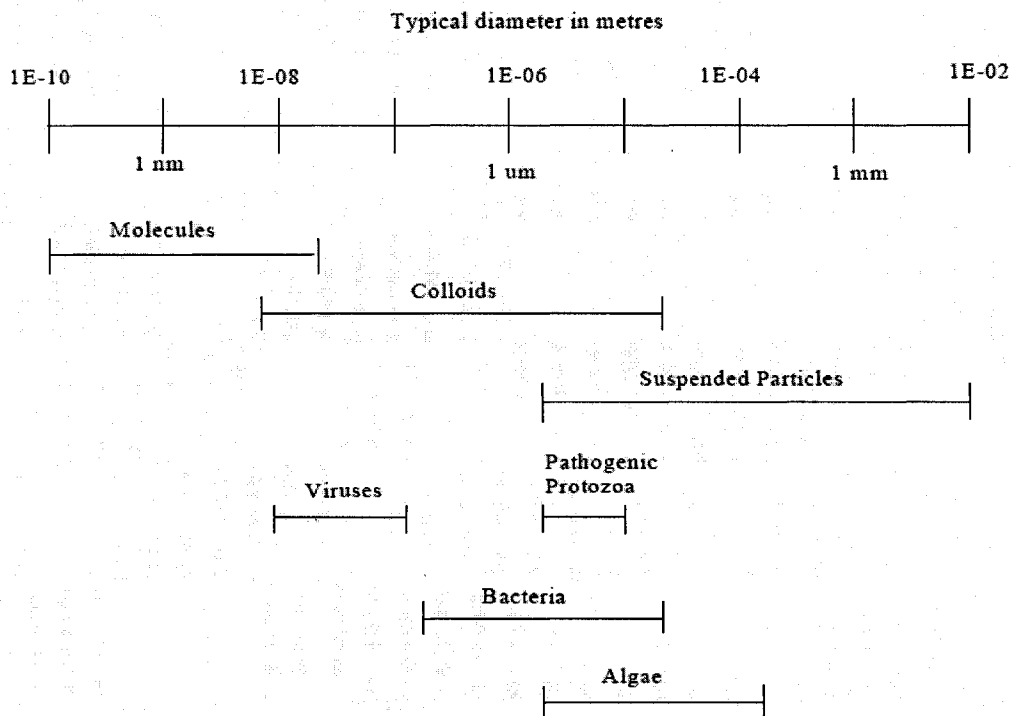 Typical diameter in metres
1E-10 1E-08 1E-06 1E-04 1E-02
1 nm 1 um 1 mm
Molecules
Colloids
Suspended Particles
Pathogenic
Protozoa
Viruses
Bacteria
Algae